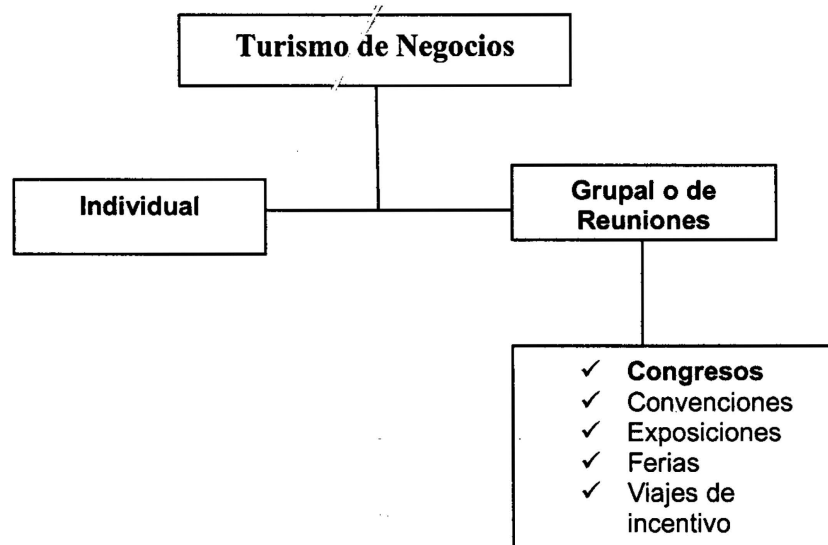 Turismo de Negocios
Individual
Grupal o de
Reuniones
✓ Congresos
✓ Convenciones
✓ Exposiciones
✓ Ferias
✓ Viajes de
incentivo